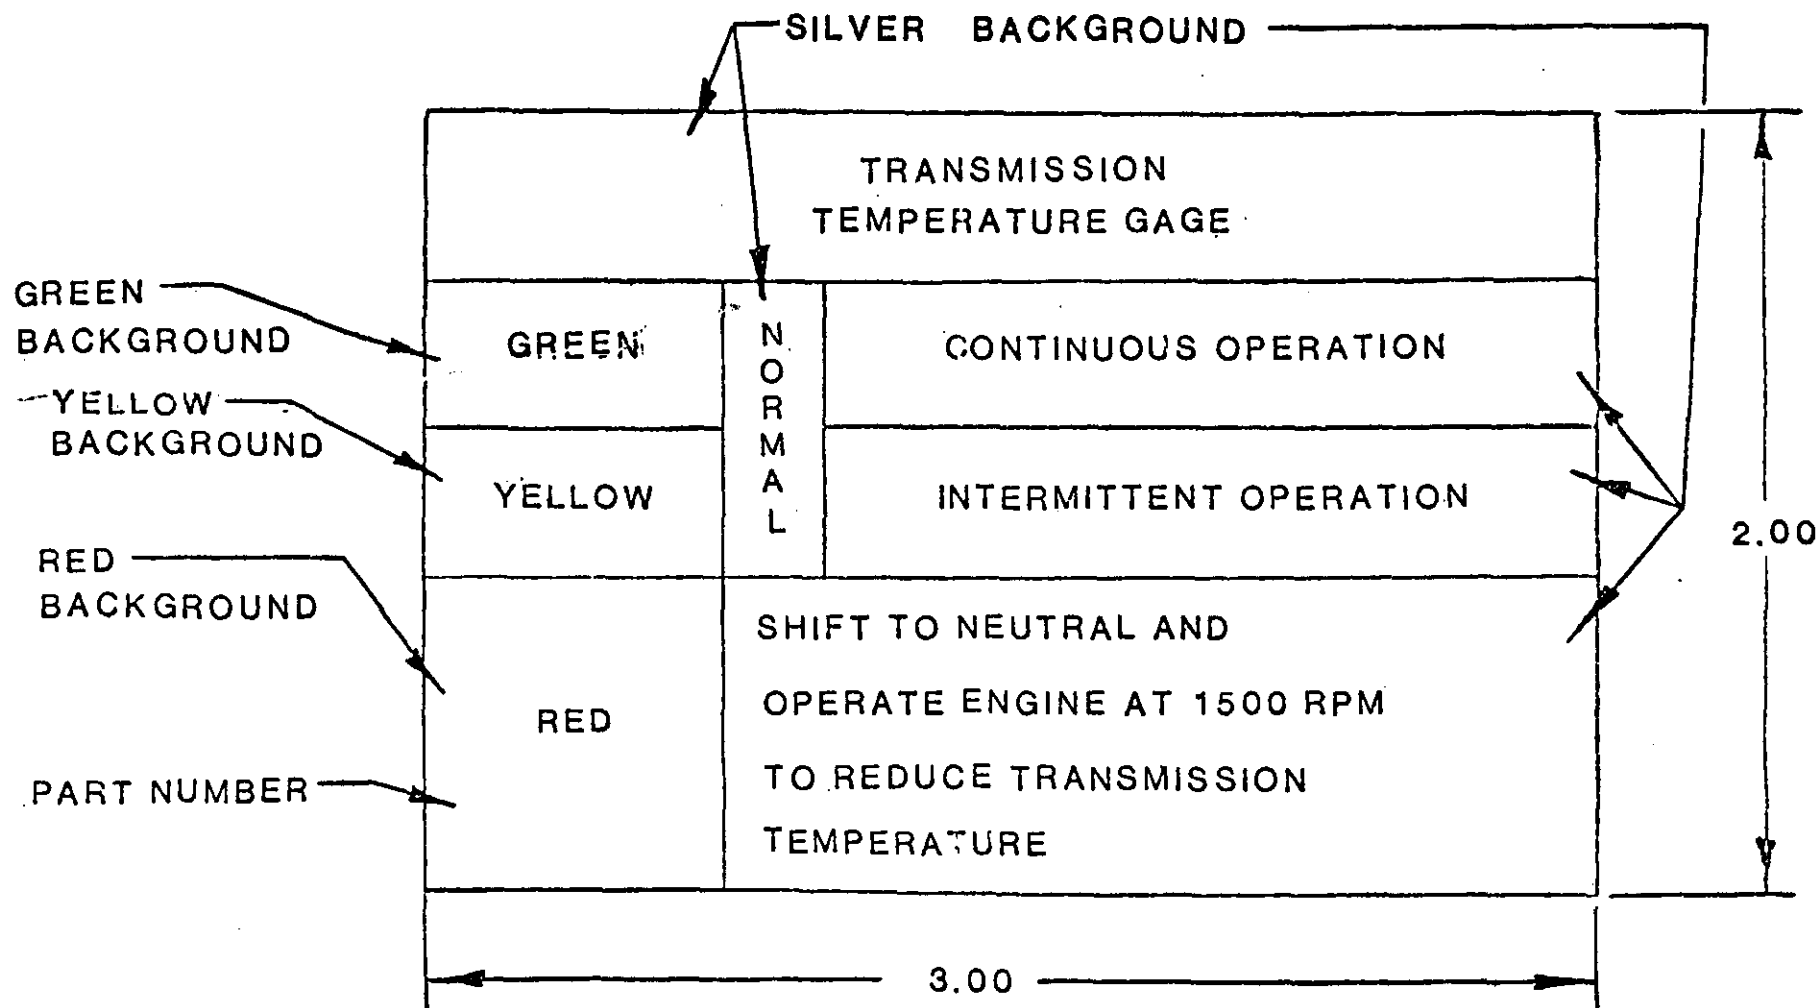 SILVER BACKGROUND
TRANSMISSION
TEMPERATURE GAGE
GREEN
BACKGROUND
GREEN
NORMAL
CONTINUOUS OPERATION
YELLOW
BACKGROUND
YELLOW
INTERMITTENT OPERATION
2.00
RED
BACKGROUND
RED
SHIFT TO NEUTRAL AND
OPERATE ENGINE AT 1500 RPM
TO REDUCE TRANSMISSION
TEMPERATURE
PART NUMBER
3.00